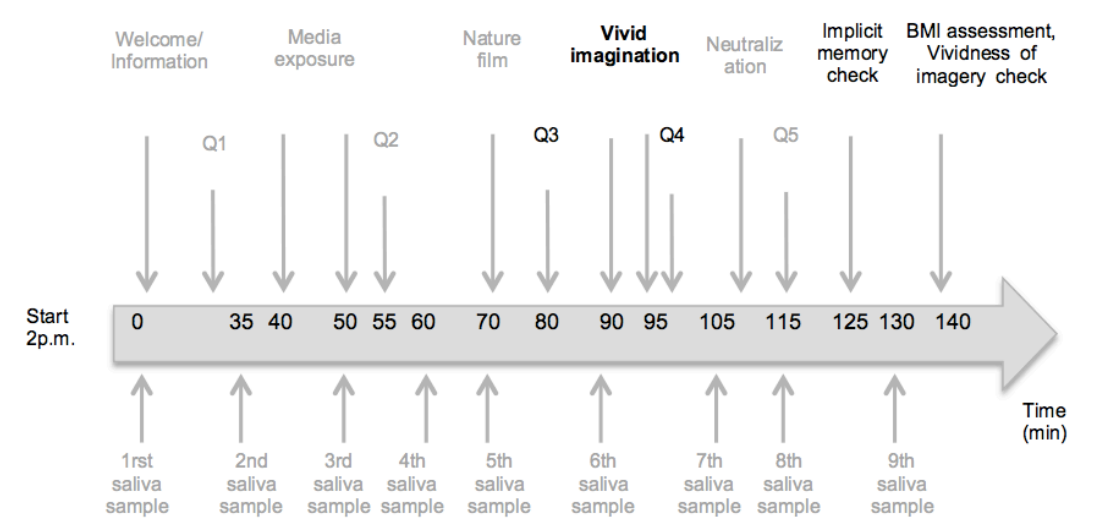 Welcome/
Information
Media
exposure
Nature
film
Vivid
imagination
Neutraliz
ation
Implicit
memory
check
BMI assessment,
Vividness of
imagery check
Q1
Q2
Q3
Q4
Q5
Start
2p.m.
0 35 40 50 55 60 70 80 90 95 105 115 125 130 140
Time
(min)
1rst
saliva
sample
2nd
saliva
sample
3rd
saliva
sample
4th
saliva
sample
5th
saliva
sample
6th
saliva
sample
7th
saliva
sample
8th
saliva
sample
9th
saliva
sample